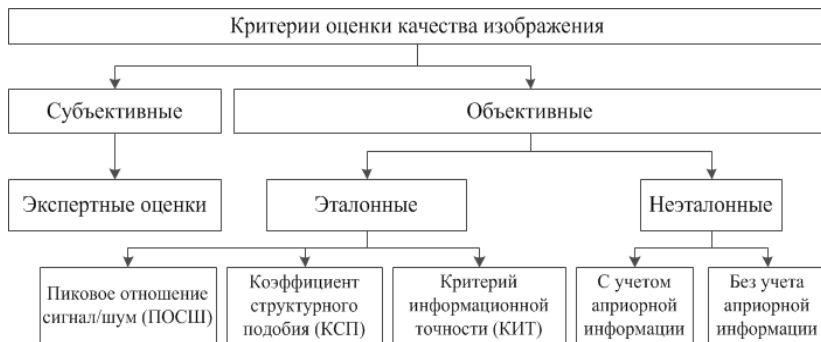 Критерии оценки качества изображения
Субъективные
Объективные
Экспертные оценки
Эталонные
Неэталонные
Пиковое отношение
сигнал/шум (ПОСШ)
Коэффициент
структурного
подобия (КСП)
Критерий
информационной
точности (КИТ)
С учетом
априорной
информации
Без учета
априорной
информации